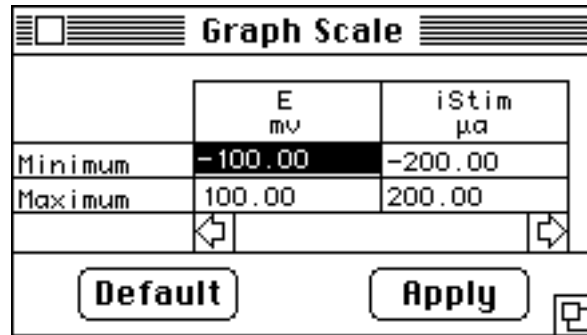 Graph Scale
E iStim
mv µa
Minimum -100.00 -200.00
Maximum 100.00 200.00
Default Apply